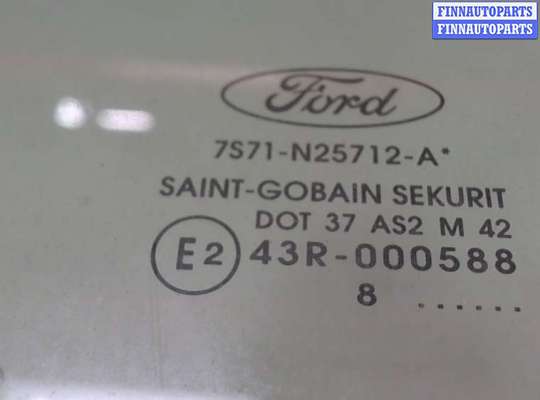 FINNAUTOPARTS
FINNAUTOPARTS
Ford
7S71-N25712-A*
SAINT-GOBAIN SEKURIT
DOT 37 AS2 M 42
E2 43R-000588
8 ......